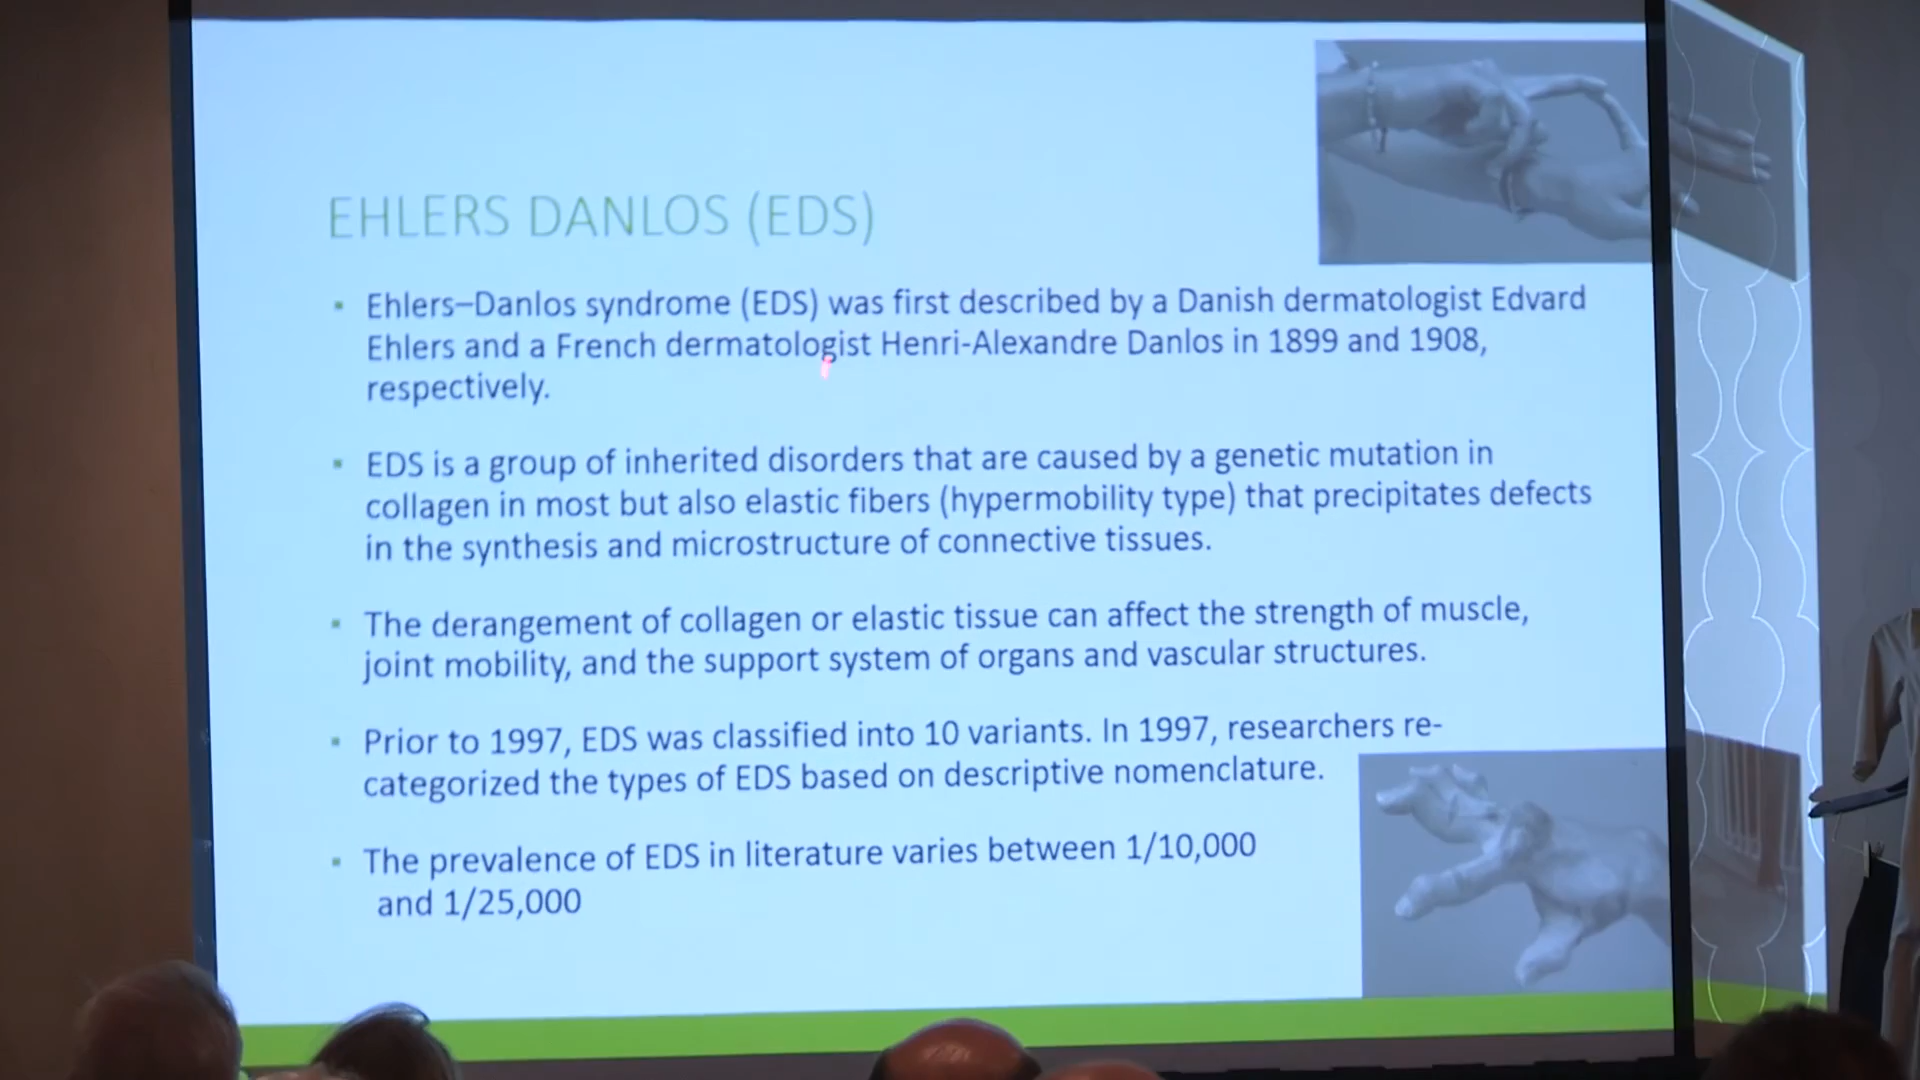 EHLERS DANLOS (EDS)
▪ Ehlers–Danlos syndrome (EDS) was first described by a Danish dermatologist Edvard
Ehlers and a French dermatologist Henri-Alexandre Danlos in 1899 and 1908,
respectively.
▪ EDS is a group of inherited disorders that are caused by a genetic mutation in
collagen in most but also elastic fibers (hypermobility type) that precipitates defects
in the synthesis and microstructure of connective tissues.
▪ The derangement of collagen or elastic tissue can affect the strength of muscle,
joint mobility, and the support system of organs and vascular structures.
▪ Prior to 1997, EDS was classified into 10 variants. In 1997, researchers re-
categorized the types of EDS based on descriptive nomenclature.
▪ The prevalence of EDS in literature varies between 1/10,000
and 1/25,000